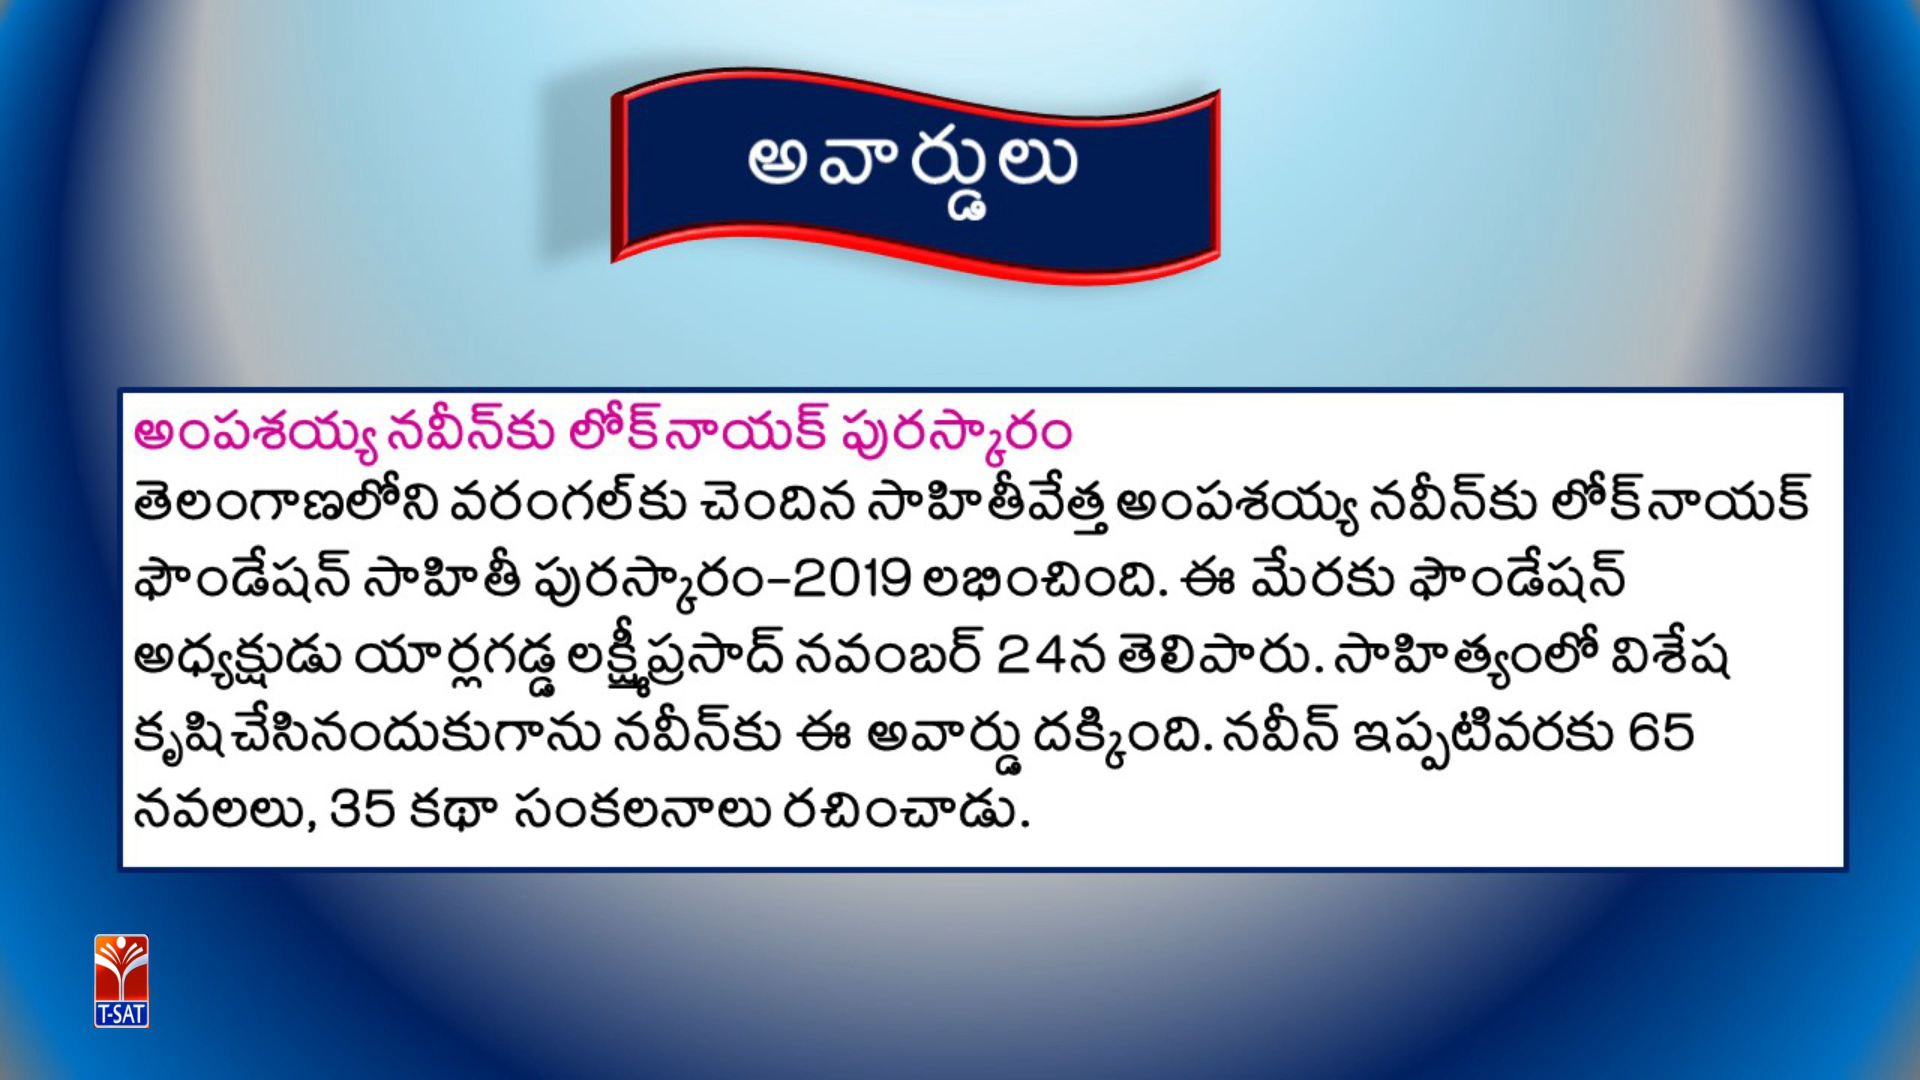 అవార్డులు
అంపశయ్య నవీన్‌కు లోక్‌నాయక్ పురస్కారం
తెలంగాణలోని వరంగల్‌కు చెందిన సాహితీవేత్త అంపశయ్య నవీన్‌కు లోక్‌నాయక్
ఫౌండేషన్ సాహితీ పురస్కారం-2019 లభించింది. ఈ మేరకు ఫౌండేషన్
అధ్యక్షుడు యార్లగడ్డ లక్ష్మీప్రసాద్ నవంబర్ 24న తెలిపారు. సాహిత్యంలో విశేష
కృషిచేసినందుకుగాను నవీన్‌కు ఈ అవార్డు దక్కింది. నవీన్ ఇప్పటివరకు 65
నవలలు, 35 కథా సంకలనాలు రచించాడు.
T-SAT